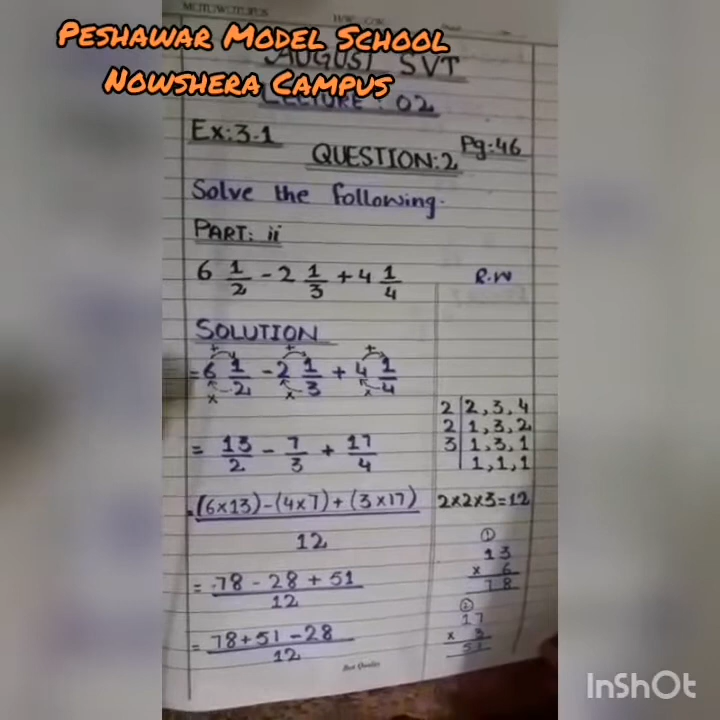 Peshawar Model School
Nowshera Campus
AUGUST SVT
LECTURE: 02
Ex:3.1
Pg:46
QUESTION:2
Solve the following.
PART: ii
6 1/2 - 2 1/3 + 4 1/4
R.W
SOLUTION
= 6 1/2 - 2 1/3 + 4 1/4
= 13/2 - 7/3 + 17/4
= (6×13)-(4×7)+(3×17) / 12
= 78 - 28 + 51 / 12
= 78+51-28 / 12
2 | 2,3,4
2 | 1,3,2
3 | 1,3,1
1,1,1
2×2×3=12
①
13
× 6
78
②
17
× 3
51
Best Quality
InShOt